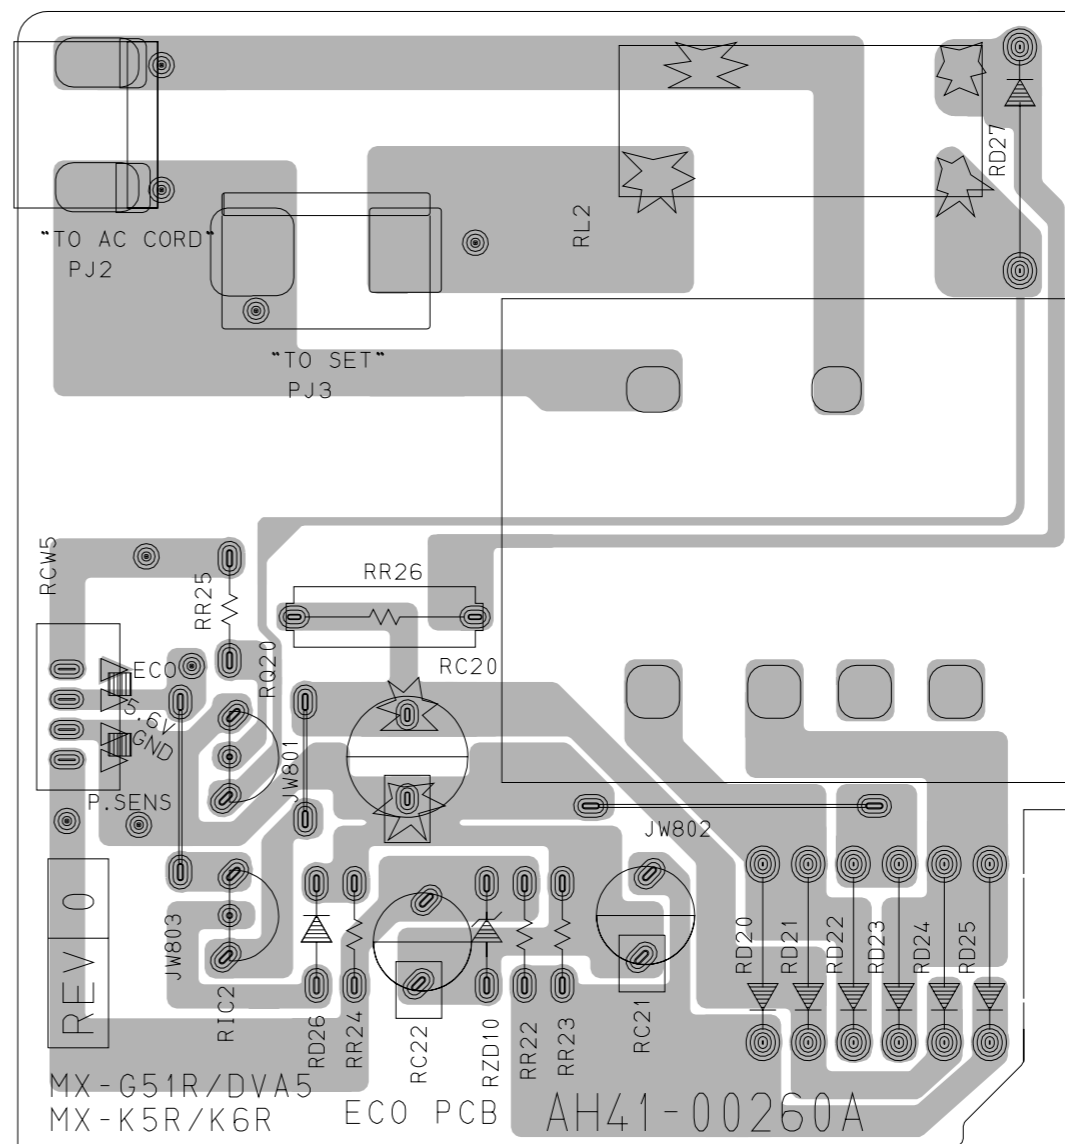 RD27
RL2
"TO AC CORD"
PJ2
"TO SET"
PJ3
RCW5
RR25
RR26
RC20
RQ20
ECO
5.6V
GND
P.SENS
JW801
JW802
JW803
REV 0
RIC2
RD26
RR24
RC22
RZD10
RR22
RR23
RC21
RD20
RD21
RD22
RD23
RD24
RD25
MX-G51R/DVA5
MX-K5R/K6R
ECO PCB
AH41-00260A